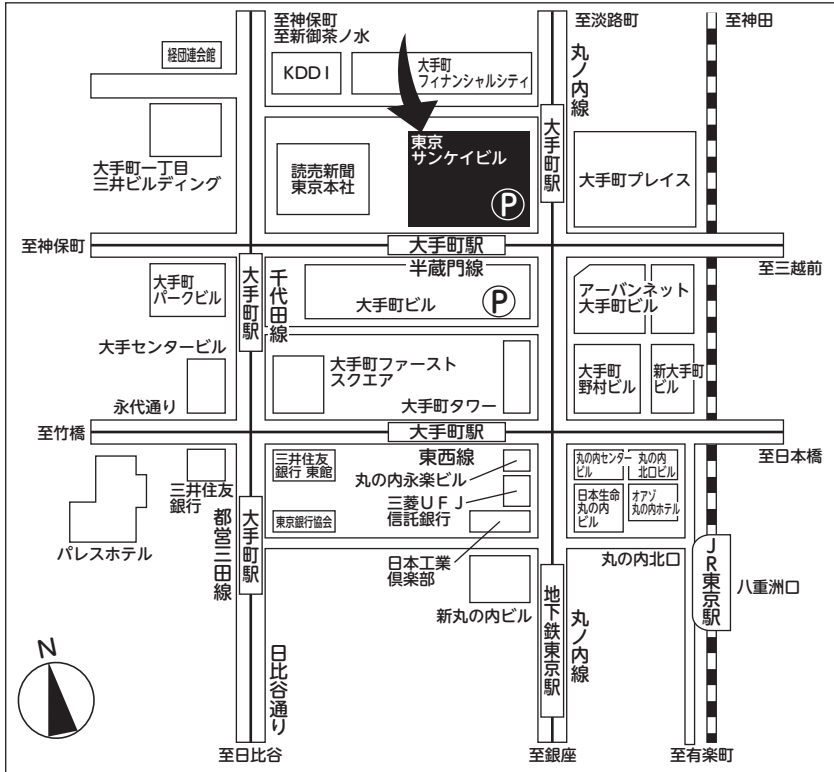 至神保町
至新御茶ノ水
至淡路町
至神田
経団連会館
KDDI
大手町
フィナンシャルシティ
丸ノ内線
大手町駅
東京
サンケイビル
P
大手町一丁目
三井ビルディング
読売新聞
東京本社
大手町プレイス
至神保町
大手町駅
半蔵門線
至三越前
大手町
パークビル
大手町駅
千代田線
大手町ビル
P
アーバンネット
大手町ビル
大手センタービル
大手町ファースト
スクエア
大手町
野村ビル
新大手町
ビル
永代通り
大手町タワー
至竹橋
大手町駅
東西線
至日本橋
三井住友
銀行 東館
丸の内センター
ビル
丸の内
北口ビル
丸の内永楽ビル
三井住友
銀行
三菱UFJ
信託銀行
日本生命
丸の内
ビル
オアゾ
丸の内ホテル
都営三田線
大手町駅
東京銀行協会
パレスホテル
日本工業
倶楽部
丸の内北口
JR東京駅
八重洲口
新丸の内ビル
地下鉄東京駅
丸ノ内線
N
日比谷通り
至日比谷
至銀座
至有楽町